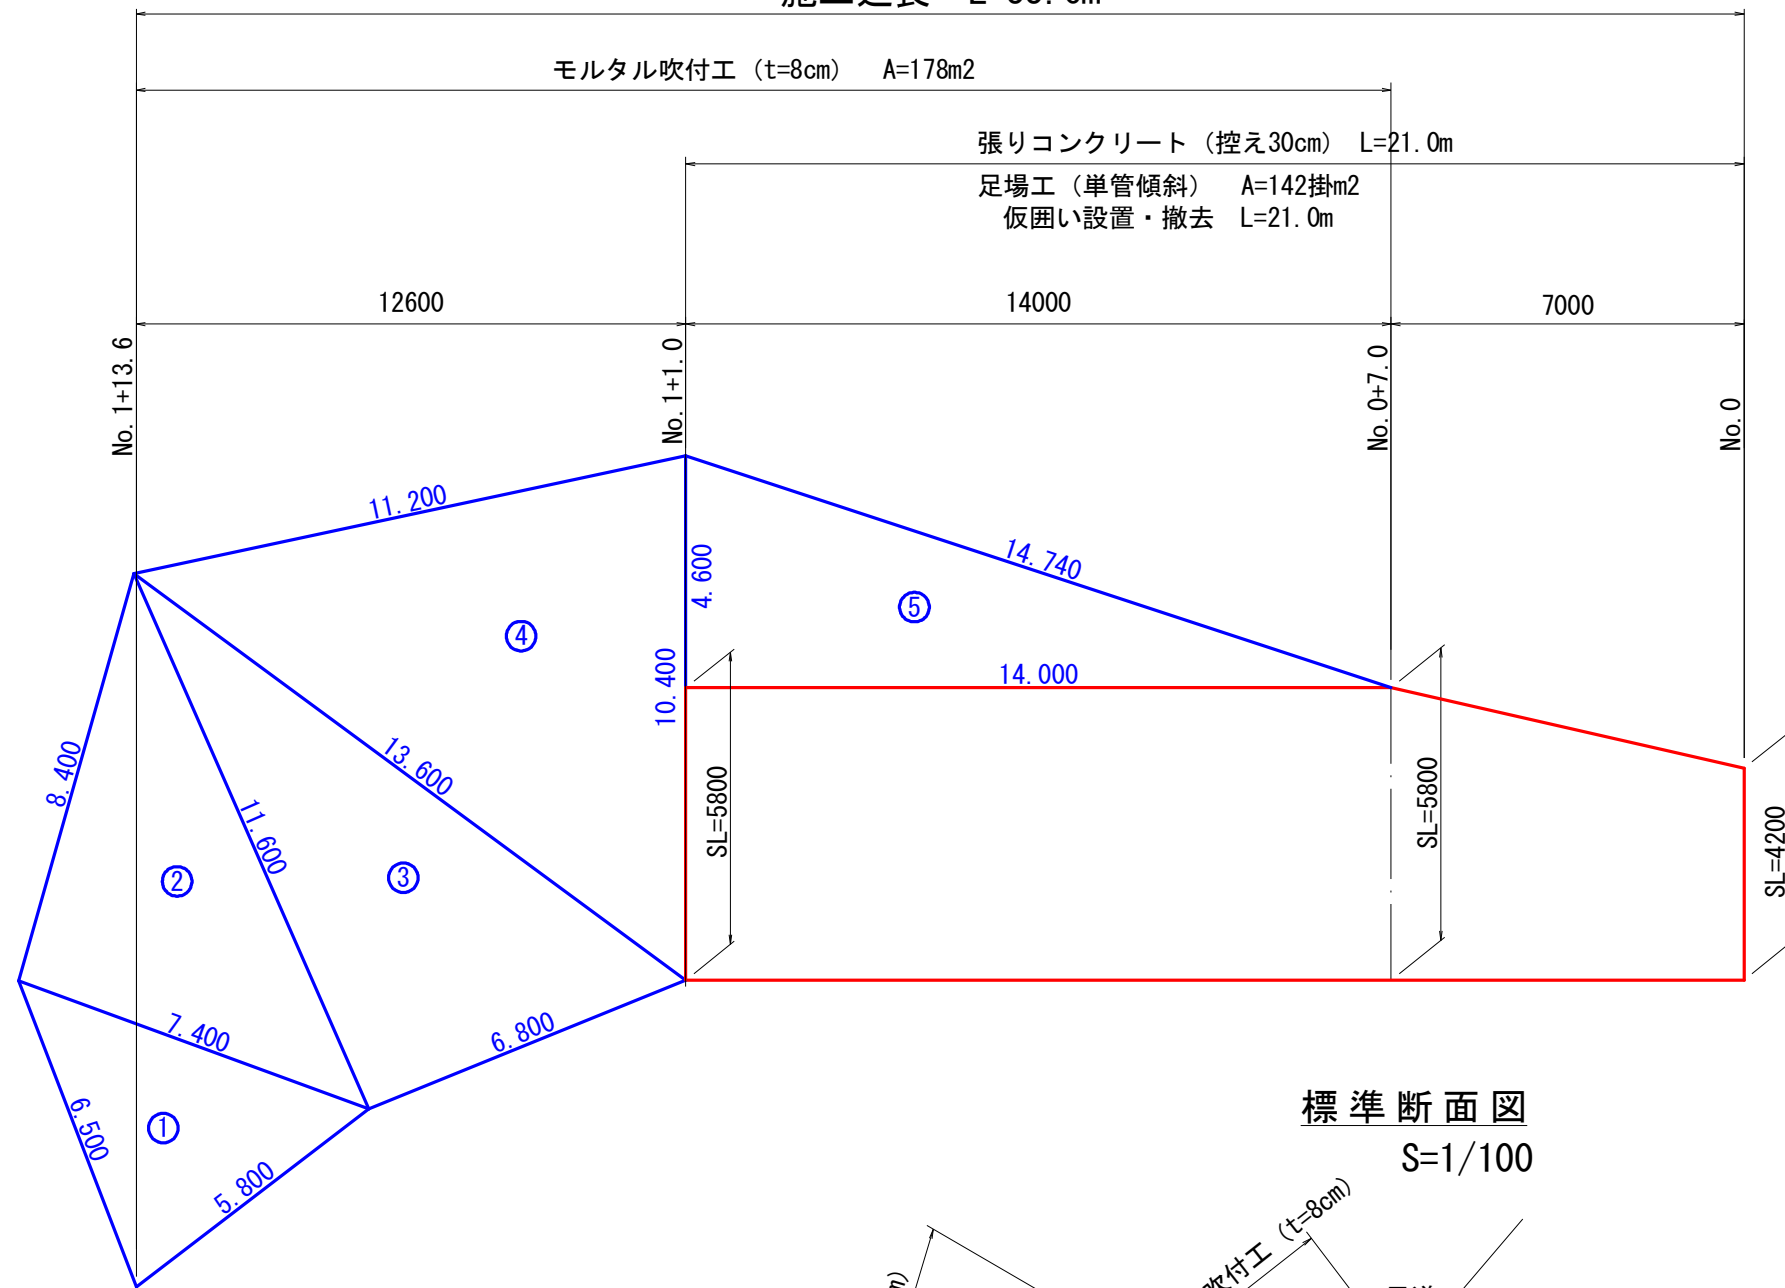 モルタル吹付工（t=8cm）　A=178m2
張りコンクリート（控え30cm）　L=21.0m
足場工（単管傾斜）　A=142掛m2
仮囲い設置・撤去　L=21.0m
12600
14000
7000
No.1+13.6
No.1+1.0
No.0+7.0
No.0
11.200
14.740
4.600
⑤
④
10.400
14.000
8.400
13.600
SL=5800
SL=5800
11.600
SL=4200
②
③
7.400
6.800
6.500
①
5.800
標準断面図
S=1/100
吹付工（t=8cm）